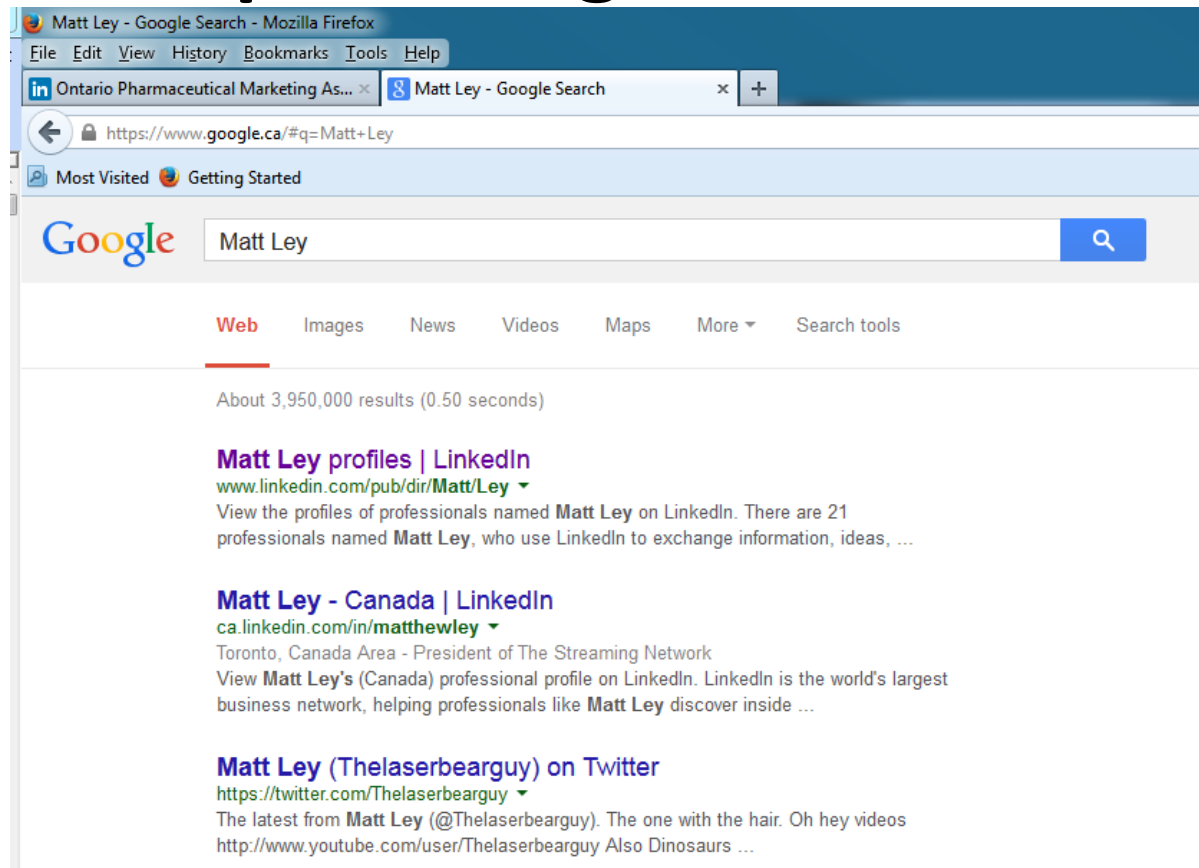 Matt Ley - Google Search - Mozilla Firefox
File Edit View History Bookmarks Tools Help
in Ontario Pharmaceutical Marketing As... × 8 Matt Ley - Google Search × +
https://www.google.ca/#q=Matt+Ley
Most Visited Getting Started
Google Matt Ley
Web Images News Videos Maps More Search tools
About 3,950,000 results (0.50 seconds)
Matt Ley profiles | LinkedIn
www.linkedin.com/pub/dir/Matt/Ley
View the profiles of professionals named Matt Ley on LinkedIn. There are 21
professionals named Matt Ley, who use LinkedIn to exchange information, ideas, ...
Matt Ley - Canada | LinkedIn
ca.linkedin.com/in/matthewley
Toronto, Canada Area - President of The Streaming Network
View Matt Ley's (Canada) professional profile on LinkedIn. LinkedIn is the world's largest
business network, helping professionals like Matt Ley discover inside ...
Matt Ley (Thelaserbearguy) on Twitter
https://twitter.com/Thelaserbearguy
The latest from Matt Ley (@Thelaserbearguy). The one with the hair. Oh hey videos
http://www.youtube.com/user/Thelaserbearguy Also Dinosaurs ...